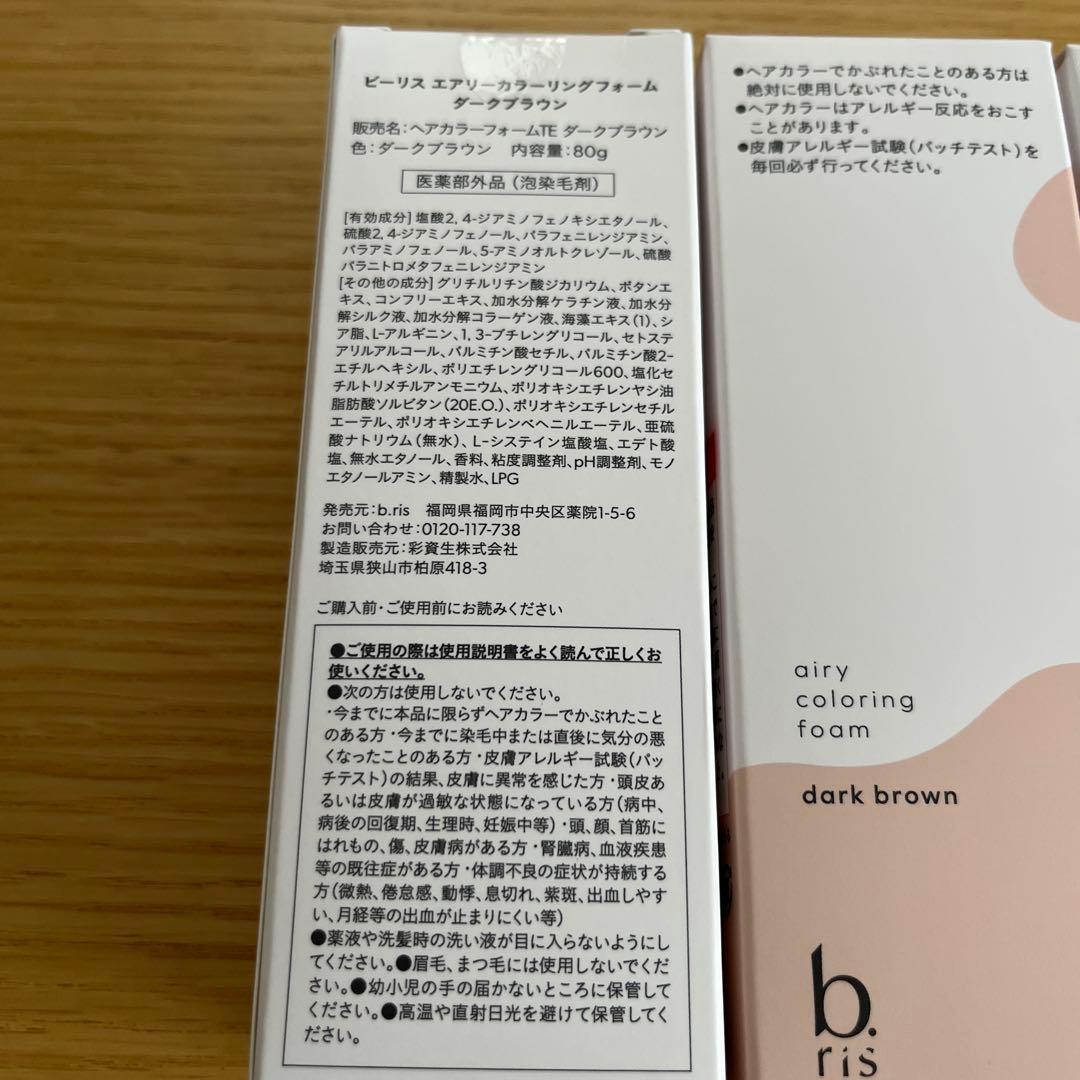 ビーリス エアリーカラーリングフォーム
ダークブラウン
販売名：ヘアカラーフォームTE ダークブラウン
色：ダークブラウン 内容量：80g
医薬部外品（泡染毛剤）
[有効成分] 塩酸2, 4-ジアミノフェノキシエタノール、
硫酸2, 4-ジアミノフェノール、パラフェニレンジアミン、
パラアミノフェノール、5-アミノオルトクレゾール、硫酸
パラニトロメタフェニレンジアミン
[その他の成分] グリチルリチン酸ジカリウム、ボタンエ
キス、コンフリーエキス、加水分解ケラチン液、加水分
解シルク液、加水分解コラーゲン液、海藻エキス(1)、シ
ア脂、L-アルギニン、1, 3-ブチレングリコール、セトステ
アリルアルコール、パルミチン酸セチル、パルミチン酸2-
エチルヘキシル、ポリエチレングリコール600、塩化セ
チルトリメチルアンモニウム、ポリオキシエチレンヤシ油
脂肪酸ソルビタン(20E.O.)、ポリオキシエチレンセチル
エーテル、ポリオキシエチレンベヘニルエーテル、亜硫
酸ナトリウム(無水)、L-システイン塩酸塩、エデト酸
塩、無水エタノール、香料、粘度調整剤、pH調整剤、モノ
エタノールアミン、精製水、LPG
発売元：b.ris 福岡県福岡市中央区薬院1-5-6
お問い合わせ：0120-117-738
製造販売元：彩資生株式会社
埼玉県狭山市柏原418-3
ご購入前・ご使用前にお読みください
●ご使用の際は使用説明書をよく読んで正しくお
使いください。
●次の方は使用しないでください。
・今までに本品に限らずヘアカラーでかぶれたこと
のある方・今までに染毛中または直後に気分の悪
くなったことのある方・皮膚アレルギー試験(パッ
チテスト)の結果、皮膚に異常を感じた方・頭皮あ
るいは皮膚が過敏な状態になっている方(病中、
病後の回復期、生理時、妊娠中等)・頭、顔、首筋に
はれもの、傷、皮膚病がある方・腎臓病、血液疾患
等の既往症がある方・体調不良の症状が持続する
方(微熱、倦怠感、動悸、息切れ、紫斑、出血しやす
い、月経等の出血が止まりにくい等)
●薬液や洗髪時の洗い液が目に入らないようにし
てください。●眉毛、まつ毛には使用しないでくだ
さい。●幼小児の手の届かないところに保管して
ください。●高温や直射日光を避けて保管してく
ださい。
●ヘアカラーでかぶれたことのある方は
絶対に使用しないでください。
●ヘアカラーはアレルギー反応をおこす
ことがあります。
●皮膚アレルギー試験(パッチテスト)を
毎回必ず行ってください。
airy
coloring
foam
dark brown
b.
ris